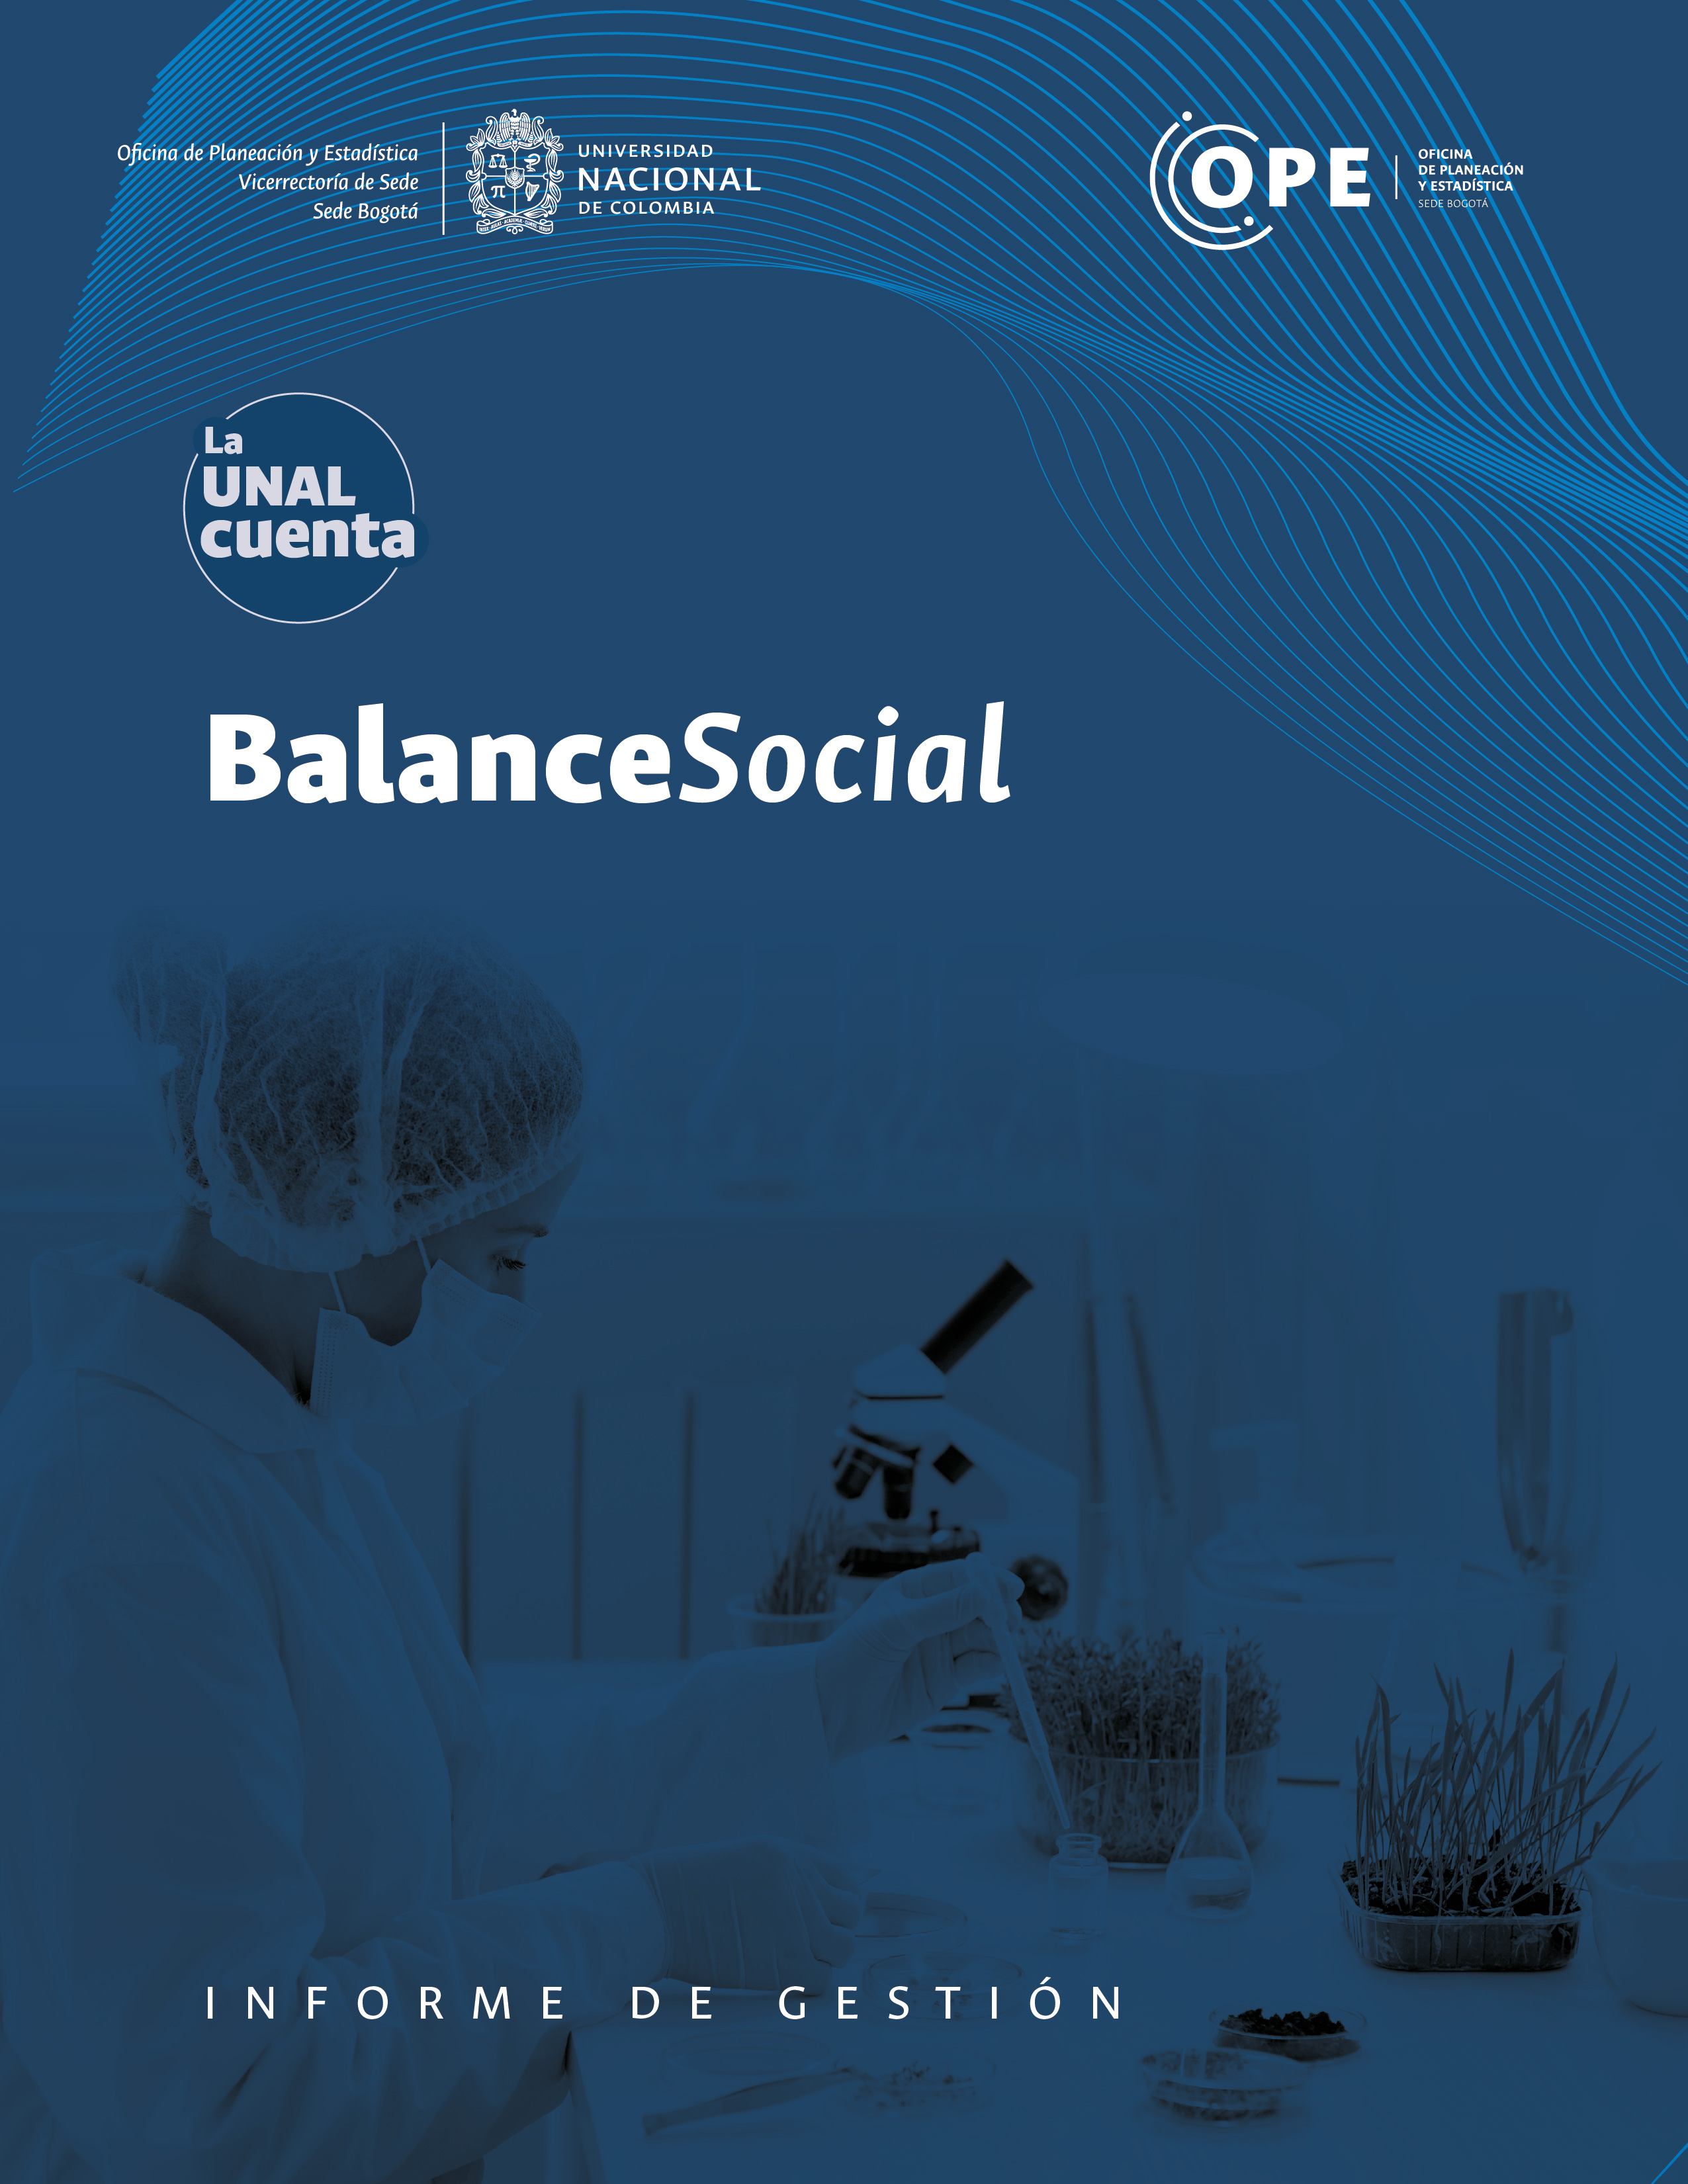 Oficina de Planeación y Estadística
Vicerrectoría de Sede
Sede Bogotá
UNIVERSIDAD
NACIONAL
DE COLOMBIA
OPE
OFICINA
DE PLANEACIÓN
Y ESTADÍSTICA
SEDE BOGOTÁ
La
UNAL
cuenta
BalanceSocial
INFORME DE GESTIÓN